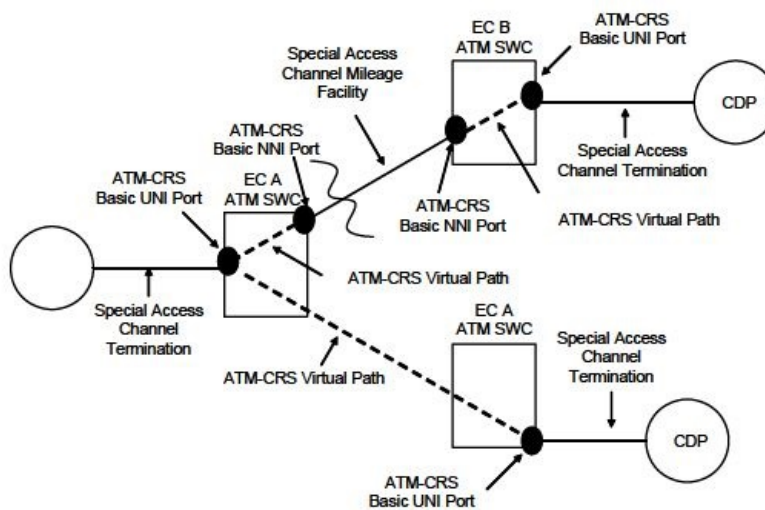 EC B
ATM SWC
ATM-CRS
Basic UNI Port
Special Access
Channel Mileage
Facility
CDP
ATM-CRS
Basic NNI Port
Special Access
Channel Termination
EC A
ATM SWC
ATM-CRS
Basic UNI Port
ATM-CRS
Basic NNI Port
ATM-CRS Virtual Path
ATM-CRS Virtual Path
Special Access
Channel
Termination
EC A
ATM SWC
Special Access
Channel
Termination
ATM-CRS Virtual Path
CDP
ATM-CRS
Basic UNI Port